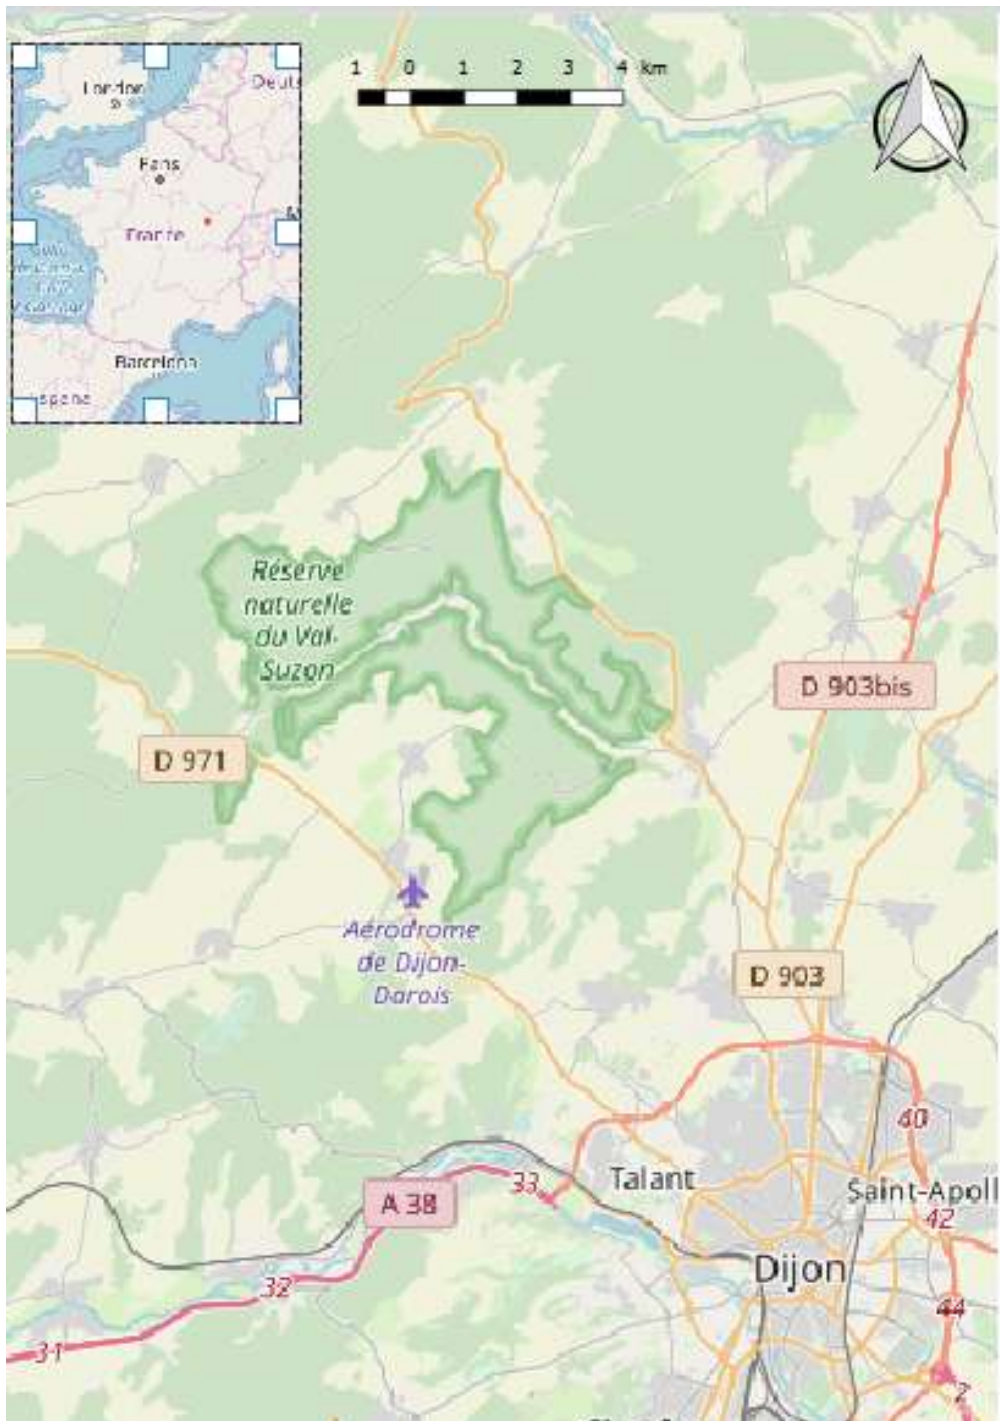 London
Deuts
Paris
France
Barcelona
1 0 1 2 3 4 km
Réserve
naturelle
du Val-
Suzon
D 903bis
D 971
Aérodrome
de Dijon-
Darois
D 903
40
Talant
33
A 38
Saint-Apoll
42
Dijon
32
44
31
2